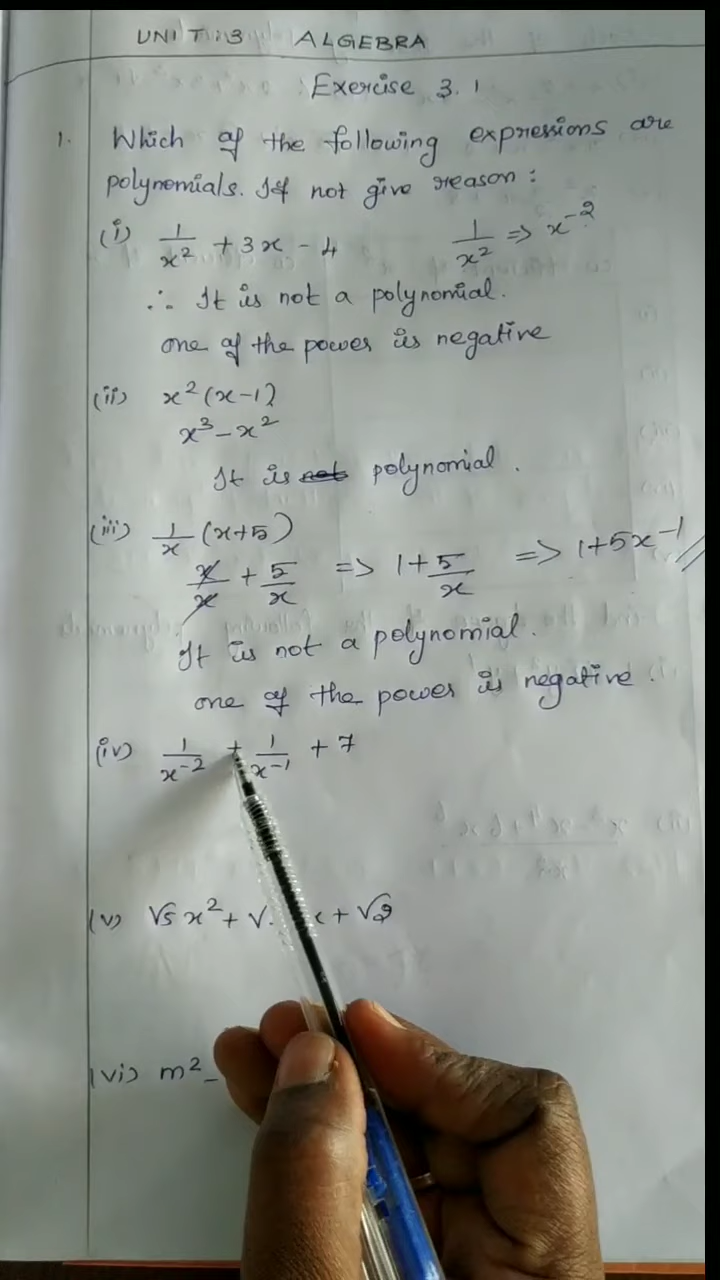 UNIT:3 ALGEBRA
Exercise 3.1
1. Which of the following expressions are
polynomials. If not give reason:
(i) 1/x² + 3x - 4 1/x² => x⁻²
∴ It is not a polynomial.
one of the power is negative
(ii) x²(x-1)
x³-x²
It is not polynomial.
(iii) 1/x (x+5)
x/x + 5/x => 1+5/x => 1+5x⁻¹//
It is not a polynomial.
one of the power is negative.
(iv) 1/x⁻² + 1/x⁻¹ + 7
(v) √5x² + √ x + √2
(vi) m² -